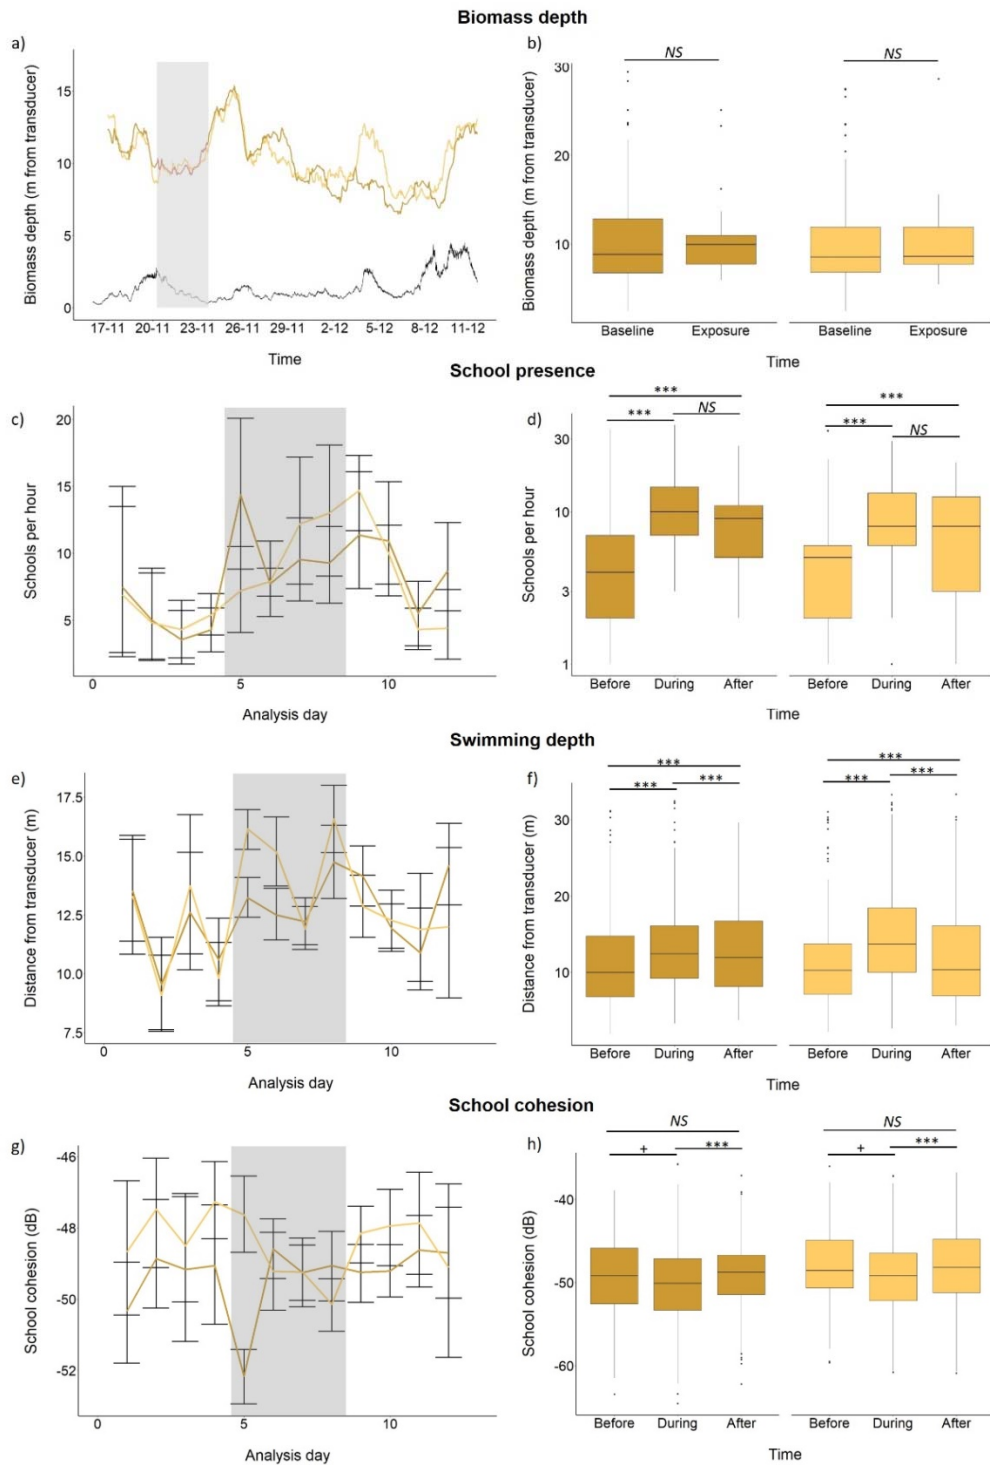 Biomass depth
a)
Biomass depth (m from transducer)
15
10
5
0
17-11 20-11 23-11 26-11 29-11 2-12 5-12 8-12 11-12
Time
b)
Biomass depth (m from transducer)
NS NS
30
20
10
Baseline Exposure Baseline Exposure
Time
School presence
c)
Schools per hour
20
15
10
5
0 5 10
Analysis day
d)
Schools per hour
*** ***
*** NS *** NS
30
10
3
1
Before During After Before During After
Time
Swimming depth
e)
Distance from transducer (m)
17.5
15.0
12.5
10.0
7.5
0 5 10
Analysis day
f)
Distance from transducer (m)
*** ***
*** *** *** ***
30
20
10
Before During After Before During After
Time
School cohesion
g)
School cohesion (dB)
-46
-48
-50
-52
0 5 10
Analysis day
h)
School cohesion (dB)
NS NS
+ *** + ***
-40
-50
-60
Before During After Before During After
Time